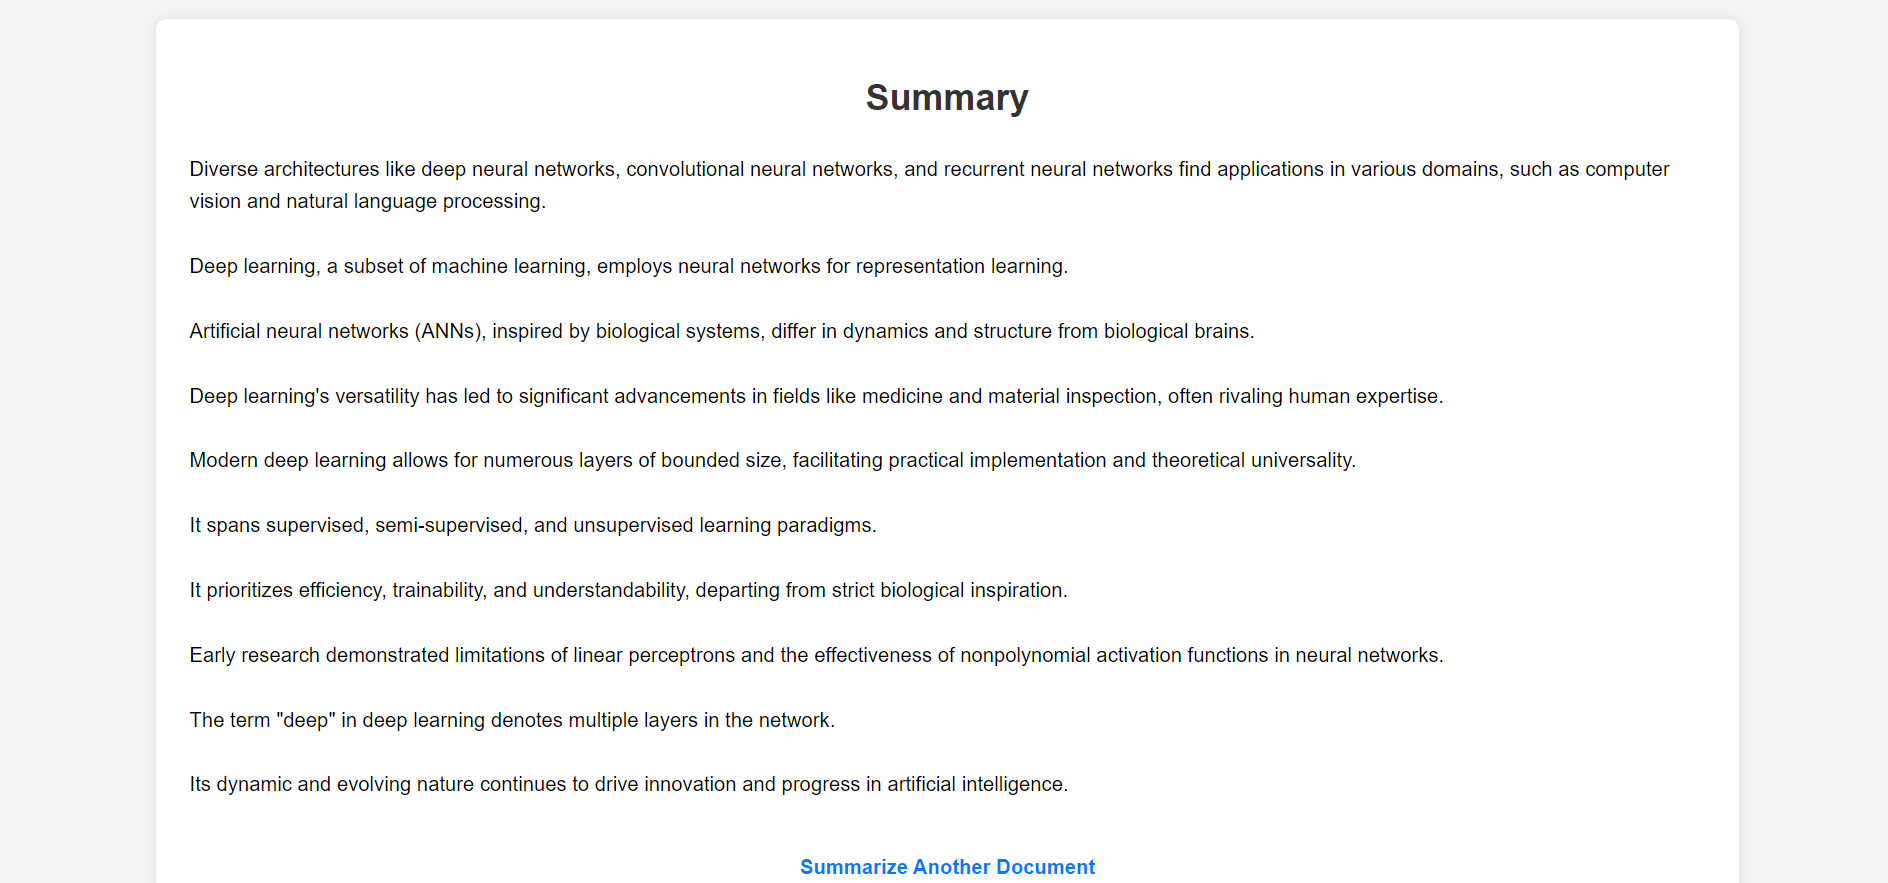 Summary
Diverse architectures like deep neural networks, convolutional neural networks, and recurrent neural networks find applications in various domains, such as computer
vision and natural language processing.
Deep learning, a subset of machine learning, employs neural networks for representation learning.
Artificial neural networks (ANNs), inspired by biological systems, differ in dynamics and structure from biological brains.
Deep learning's versatility has led to significant advancements in fields like medicine and material inspection, often rivaling human expertise.
Modern deep learning allows for numerous layers of bounded size, facilitating practical implementation and theoretical universality.
It spans supervised, semi-supervised, and unsupervised learning paradigms.
It prioritizes efficiency, trainability, and understandability, departing from strict biological inspiration.
Early research demonstrated limitations of linear perceptrons and the effectiveness of nonpolynomial activation functions in neural networks.
The term "deep" in deep learning denotes multiple layers in the network.
Its dynamic and evolving nature continues to drive innovation and progress in artificial intelligence.
Summarize Another Document